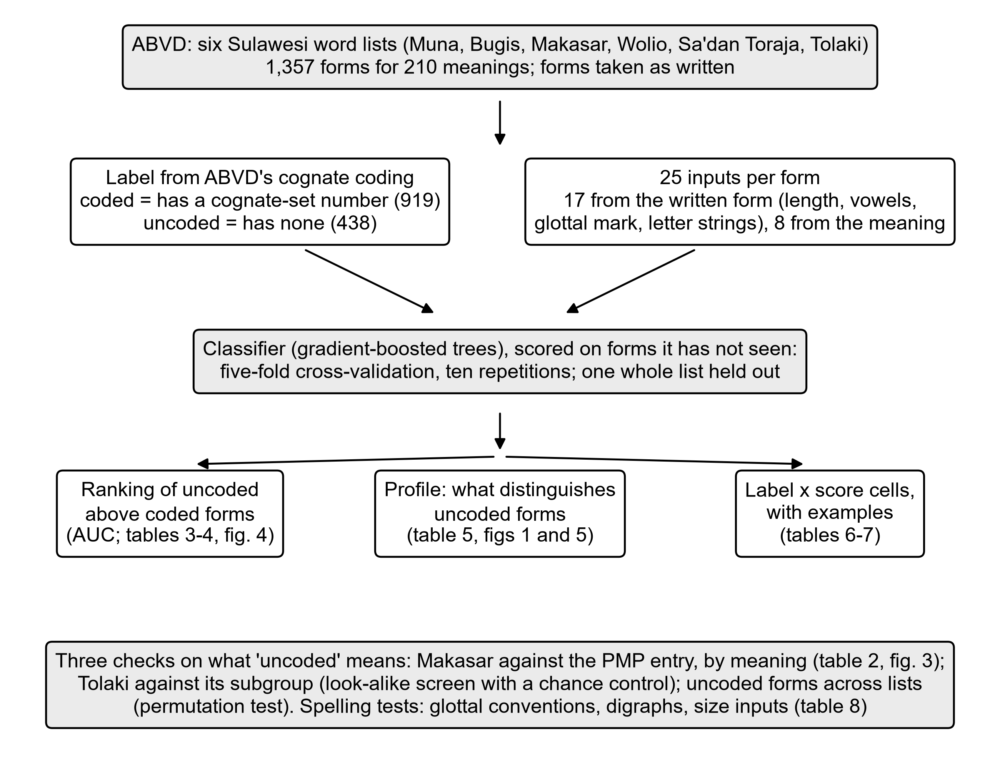 ABVD: six Sulawesi word lists (Muna, Bugis, Makasar, Wolio, Sa'dan Toraja, Tolaki)
1,357 forms for 210 meanings; forms taken as written
Label from ABVD's cognate coding
coded = has a cognate-set number (919)
uncoded = has none (438)
25 inputs per form
17 from the written form (length, vowels,
glottal mark, letter strings), 8 from the meaning
Classifier (gradient-boosted trees), scored on forms it has not seen:
five-fold cross-validation, ten repetitions; one whole list held out
Ranking of uncoded
above coded forms
(AUC; tables 3-4, fig. 4)
Profile: what distinguishes
uncoded forms
(table 5, figs 1 and 5)
Label x score cells,
with examples
(tables 6-7)
Three checks on what 'uncoded' means: Makasar against the PMP entry, by meaning (table 2, fig. 3);
Tolaki against its subgroup (look-alike screen with a chance control); uncoded forms across lists
(permutation test). Spelling tests: glottal conventions, digraphs, size inputs (table 8)